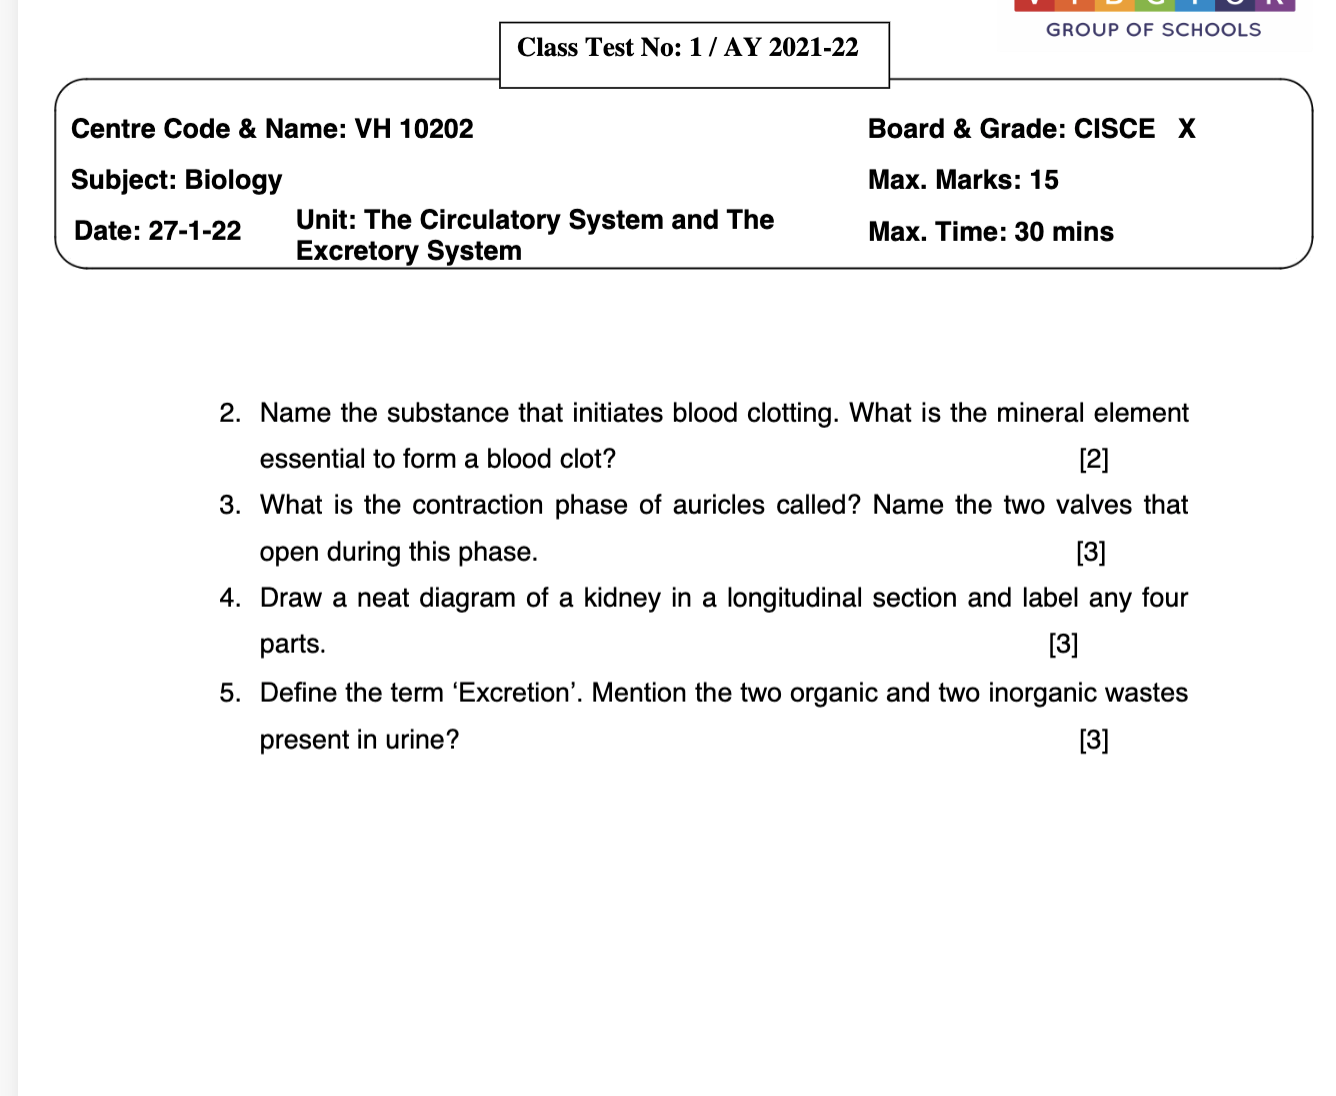 GROUP OF SCHOOLS
Class Test No: 1 / AY 2021-22
Centre Code & Name: VH 10202
Board & Grade: CISCE X
Subject: Biology
Max. Marks: 15
Date: 27-1-22
Unit: The Circulatory System and The
Excretory System
Max. Time: 30 mins
2. Name the substance that initiates blood clotting. What is the mineral element
essential to form a blood clot? [2]
3. What is the contraction phase of auricles called? Name the two valves that
open during this phase. [3]
4. Draw a neat diagram of a kidney in a longitudinal section and label any four
parts. [3]
5. Define the term ‘Excretion’. Mention the two organic and two inorganic wastes
present in urine? [3]